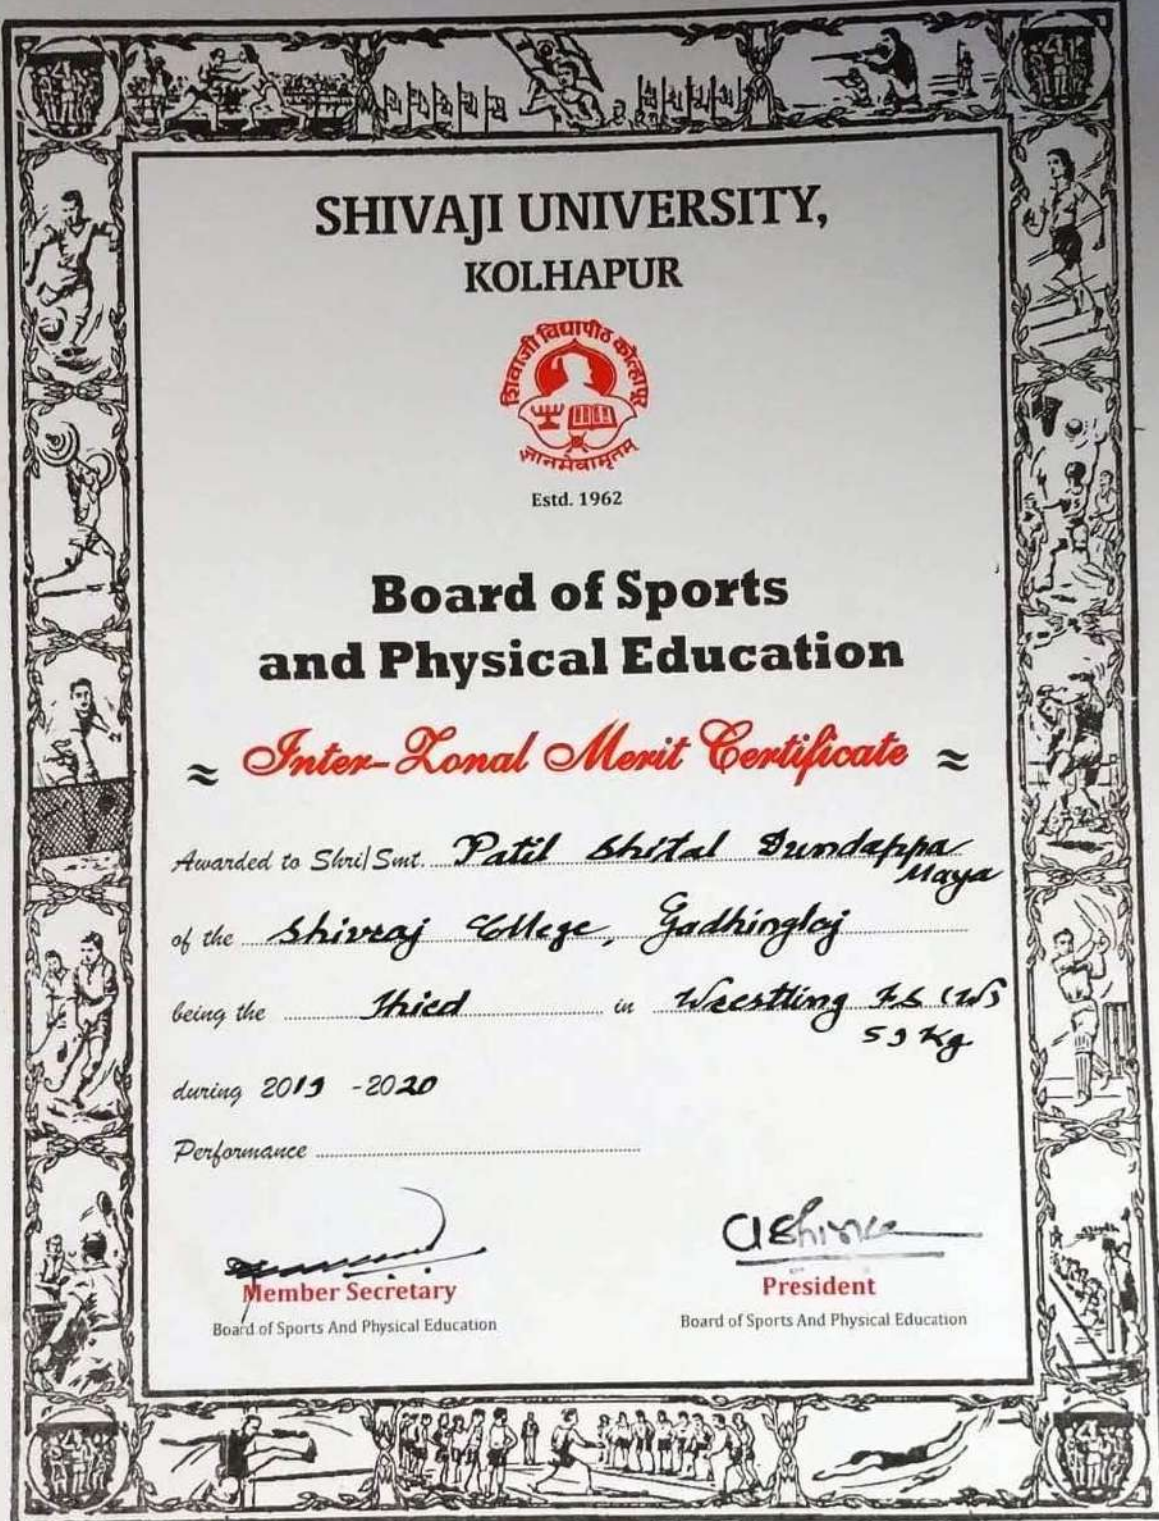 SHIVAJI UNIVERSITY,
KOLHAPUR
शिवाजी विद्यापीठ कोल्हापूर
ज्ञानमेवामृतम
Estd. 1962
Board of Sports
and Physical Education
≈ Inter-Zonal Merit Certificate ≈
Awarded to Shri/Smt. Patil Shital Dundappa
Maya
of the Shivraj College, Gadhinglaj
being the Third in Wrestling F.S (W)
53 Kg
during 2019 -2020
Performance
Member Secretary
Board of Sports And Physical Education
President
Board of Sports And Physical Education